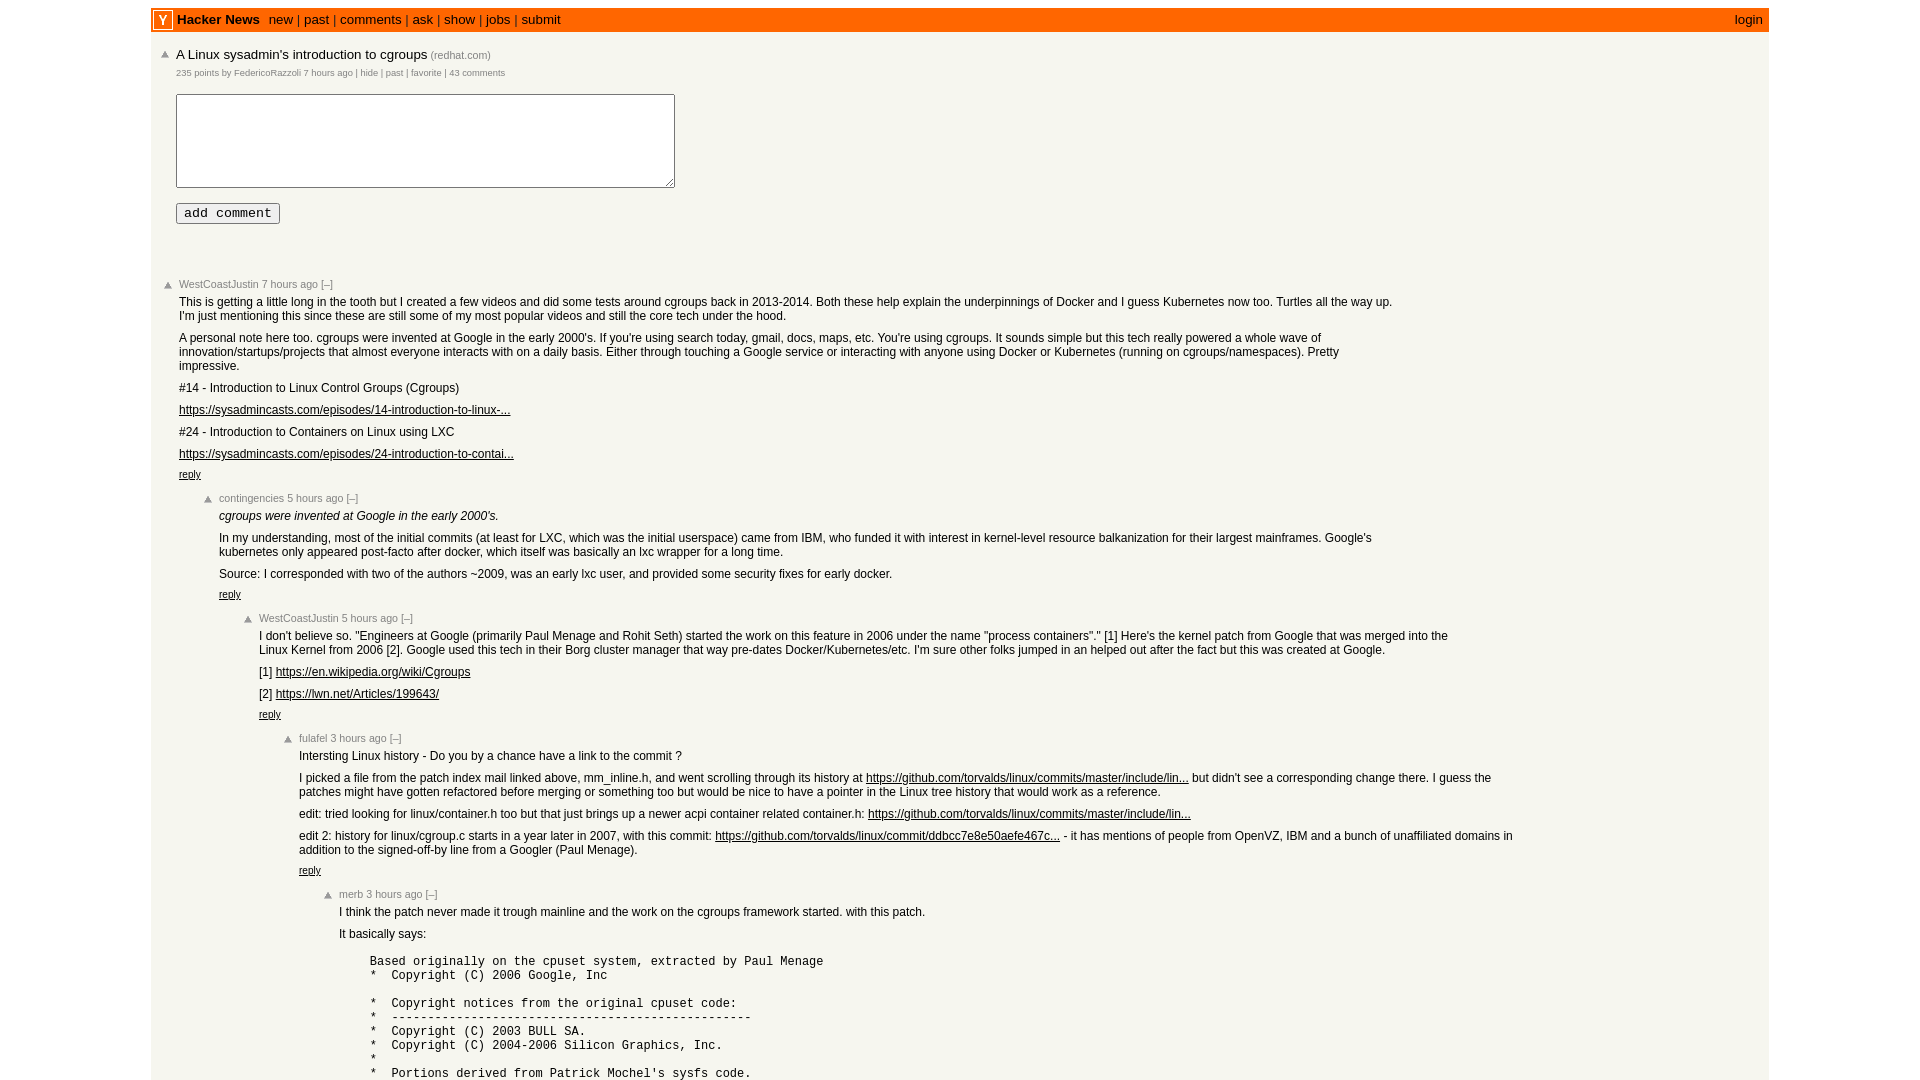 Y Hacker News new | past | comments | ask | show | jobs | submit login
A Linux sysadmin's introduction to cgroups (redhat.com)
235 points by FedericoRazzoli 7 hours ago | hide | past | favorite | 43 comments
add comment
WestCoastJustin 7 hours ago [–]
This is getting a little long in the tooth but I created a few videos and did some tests around cgroups back in 2013-2014. Both these help explain the underpinnings of Docker and I guess Kubernetes now too. Turtles all the way up.
I'm just mentioning this since these are still some of my most popular videos and still the core tech under the hood.
A personal note here too. cgroups were invented at Google in the early 2000's. If you're using search today, gmail, docs, maps, etc. You're using cgroups. It sounds simple but this tech really powered a whole wave of
innovation/startups/projects that almost everyone interacts with on a daily basis. Either through touching a Google service or interacting with anyone using Docker or Kubernetes (running on cgroups/namespaces). Pretty
impressive.
#14 - Introduction to Linux Control Groups (Cgroups)
https://sysadmincasts.com/episodes/14-introduction-to-linux-...
#24 - Introduction to Containers on Linux using LXC
https://sysadmincasts.com/episodes/24-introduction-to-contai...
reply
contingencies 5 hours ago [–]
cgroups were invented at Google in the early 2000's.
In my understanding, most of the initial commits (at least for LXC, which was the initial userspace) came from IBM, who funded it with interest in kernel-level resource balkanization for their largest mainframes. Google's
kubernetes only appeared post-facto after docker, which itself was basically an lxc wrapper for a long time.
Source: I corresponded with two of the authors ~2009, was an early lxc user, and provided some security fixes for early docker.
reply
WestCoastJustin 5 hours ago [–]
I don't believe so. "Engineers at Google (primarily Paul Menage and Rohit Seth) started the work on this feature in 2006 under the name "process containers"." [1] Here's the kernel patch from Google that was merged into the
Linux Kernel from 2006 [2]. Google used this tech in their Borg cluster manager that way pre-dates Docker/Kubernetes/etc. I'm sure other folks jumped in an helped out after the fact but this was created at Google.
[1] https://en.wikipedia.org/wiki/Cgroups
[2] https://lwn.net/Articles/199643/
reply
fulafel 3 hours ago [–]
Intersting Linux history - Do you by a chance have a link to the commit ?
I picked a file from the patch index mail linked above, mm_inline.h, and went scrolling through its history at https://github.com/torvalds/linux/commits/master/include/lin... but didn't see a corresponding change there. I guess the
patches might have gotten refactored before merging or something too but would be nice to have a pointer in the Linux tree history that would work as a reference.
edit: tried looking for linux/container.h too but that just brings up a newer acpi container related container.h: https://github.com/torvalds/linux/commits/master/include/lin...
edit 2: history for linux/cgroup.c starts in a year later in 2007, with this commit: https://github.com/torvalds/linux/commit/ddbcc7e8e50aefe467c... - it has mentions of people from OpenVZ, IBM and a bunch of unaffiliated domains in
addition to the signed-off-by line from a Googler (Paul Menage).
reply
merb 3 hours ago [–]
I think the patch never made it trough mainline and the work on the cgroups framework started. with this patch.
It basically says:
Based originally on the cpuset system, extracted by Paul Menage
* Copyright (C) 2006 Google, Inc
* Copyright notices from the original cpuset code:
* --------------------------------------------------
* Copyright (C) 2003 BULL SA.
* Copyright (C) 2004-2006 Silicon Graphics, Inc.
*
* Portions derived from Patrick Mochel's sysfs code.